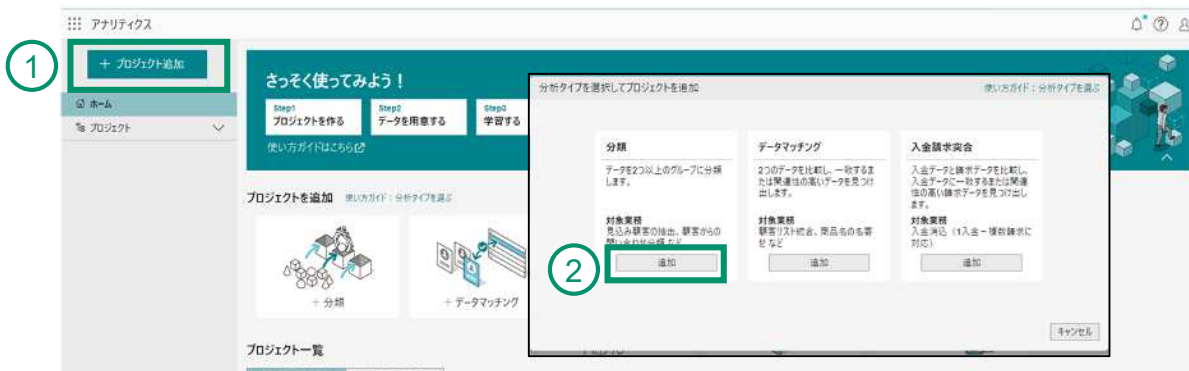 アナリティクス
1
＋ プロジェクト追加
ホーム
プロジェクト
さっそく使ってみよう！
Step1
プロジェクトを作る
Step2
データを用意する
Step3
学習する
使い方ガイドはこちら
プロジェクトを追加 使い方ガイド：分析タイプを選ぶ
＋ 分類
＋ データマッチング
プロジェクト一覧
分析タイプを選択してプロジェクトを追加
使い方ガイド：分析タイプを選ぶ
分類
データを2つ以上のグループに分類
します。
対象業務
見込み顧客の抽出、顧客からの
問い合わせ分類 など
2
追加
データマッチング
2つのデータを比較し、一致するま
たは関連性の高いデータを見つけ
出します。
対象業務
顧客リスト統合、商品名の名寄
せ など
追加
入金請求突合
入金データと請求データを比較し、
入金データに一致するまたは関連
性の高い請求データを見つけ出し
ます。
対象業務
入金消込（1入金－複数請求に
対応）
追加
キャンセル